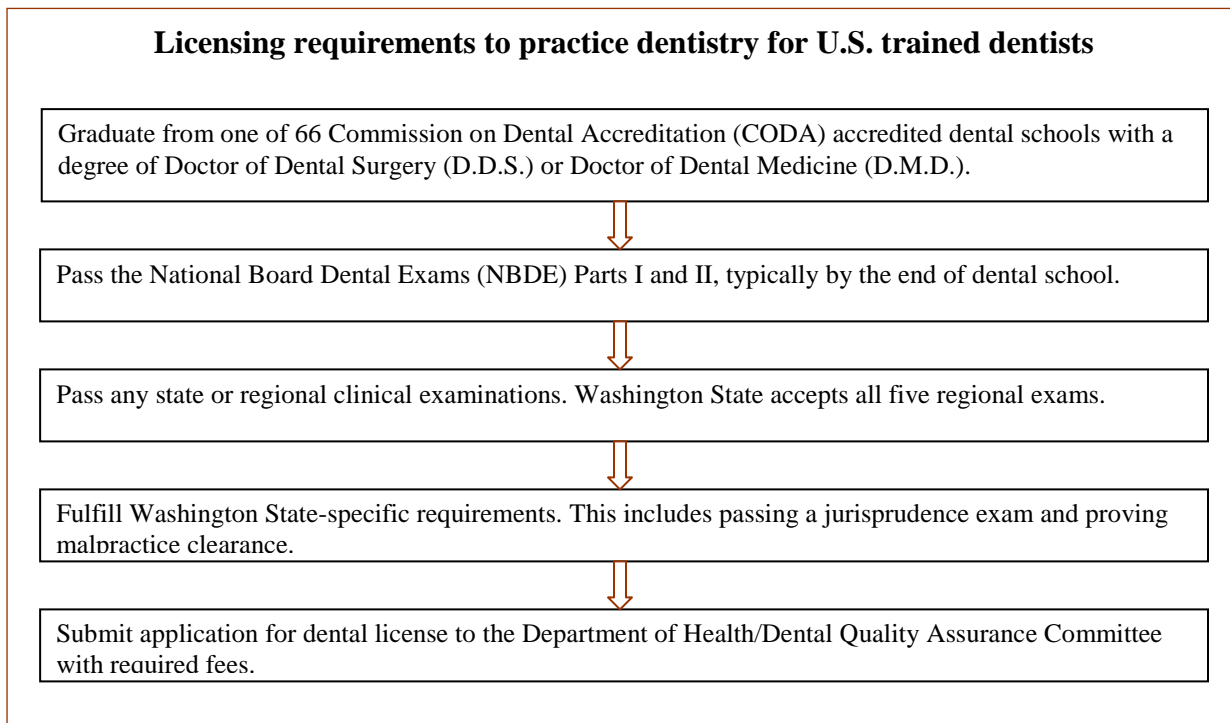 Licensing requirements to practice dentistry for U.S. trained dentists
Graduate from one of 66 Commission on Dental Accreditation (CODA) accredited dental schools with a
degree of Doctor of Dental Surgery (D.D.S.) or Doctor of Dental Medicine (D.M.D.).
Pass the National Board Dental Exams (NBDE) Parts I and II, typically by the end of dental school.
Pass any state or regional clinical examinations. Washington State accepts all five regional exams.
Fulfill Washington State-specific requirements. This includes passing a jurisprudence exam and proving
malpractice clearance.
Submit application for dental license to the Department of Health/Dental Quality Assurance Committee
with required fees.